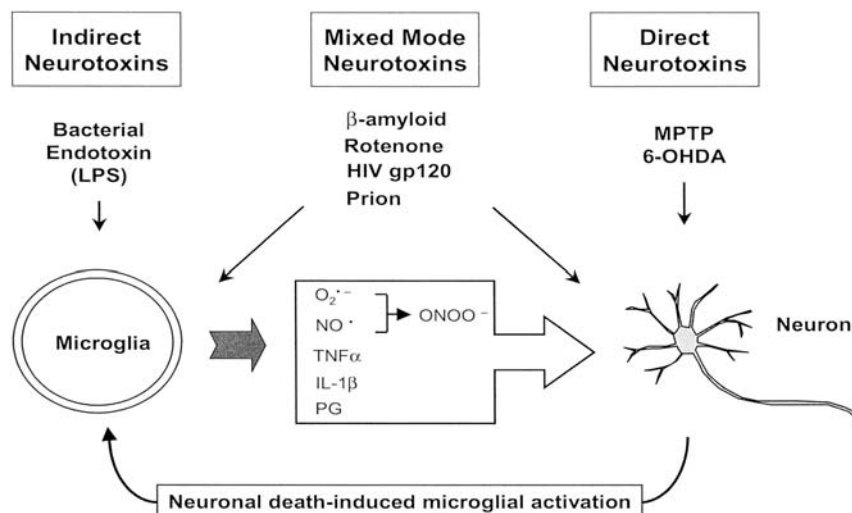 Indirect
Neurotoxins
Mixed Mode
Neurotoxins
Direct
Neurotoxins
Bacterial
Endotoxin
(LPS)
β-amyloid
Rotenone
HIV gp120
Prion
MPTP
6-OHDA
Microglia
O₂˙⁻
NO˙
ONOO⁻
TNFα
IL-1β
PG
Neuron
Neuronal death-induced microglial activation